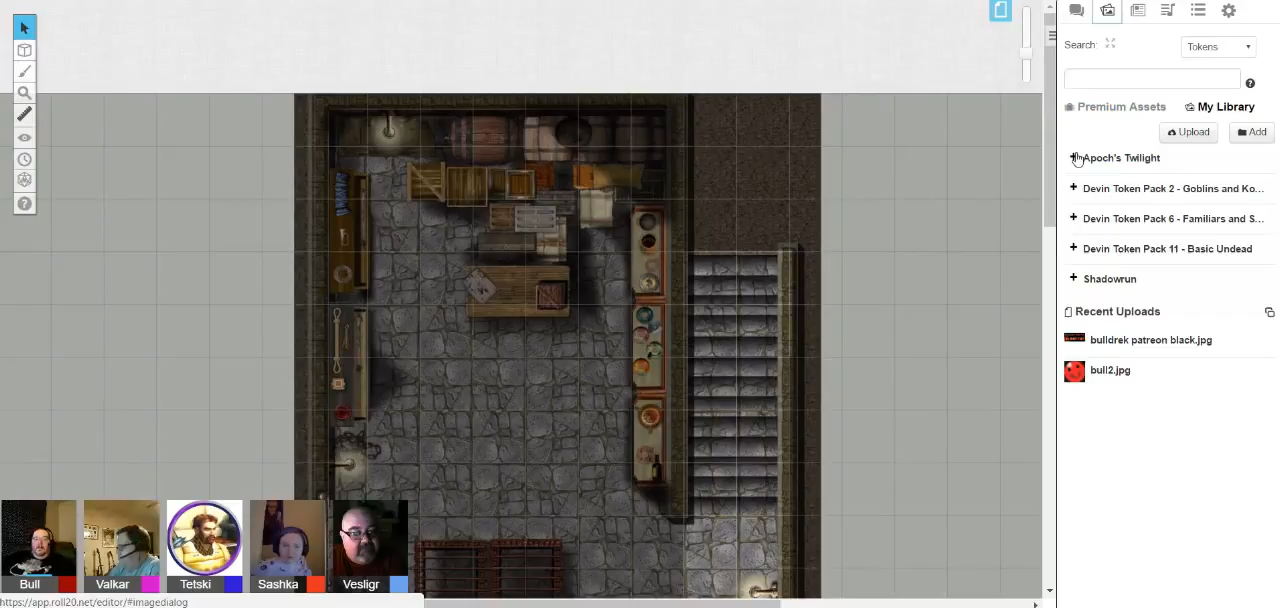 Search:
Tokens
Premium Assets
My Library
Upload
Add
Apoch's Twilight
Devin Token Pack 2 - Goblins and Ko...
Devin Token Pack 6 - Familiars and S...
Devin Token Pack 11 - Basic Undead
Shadowrun
Recent Uploads
bulldrek patreon black.jpg
bull2.jpg
Bull
Valkar
Tetski
Sashka
Vesligr
https://app.roll20.net/editor/#imagedialog